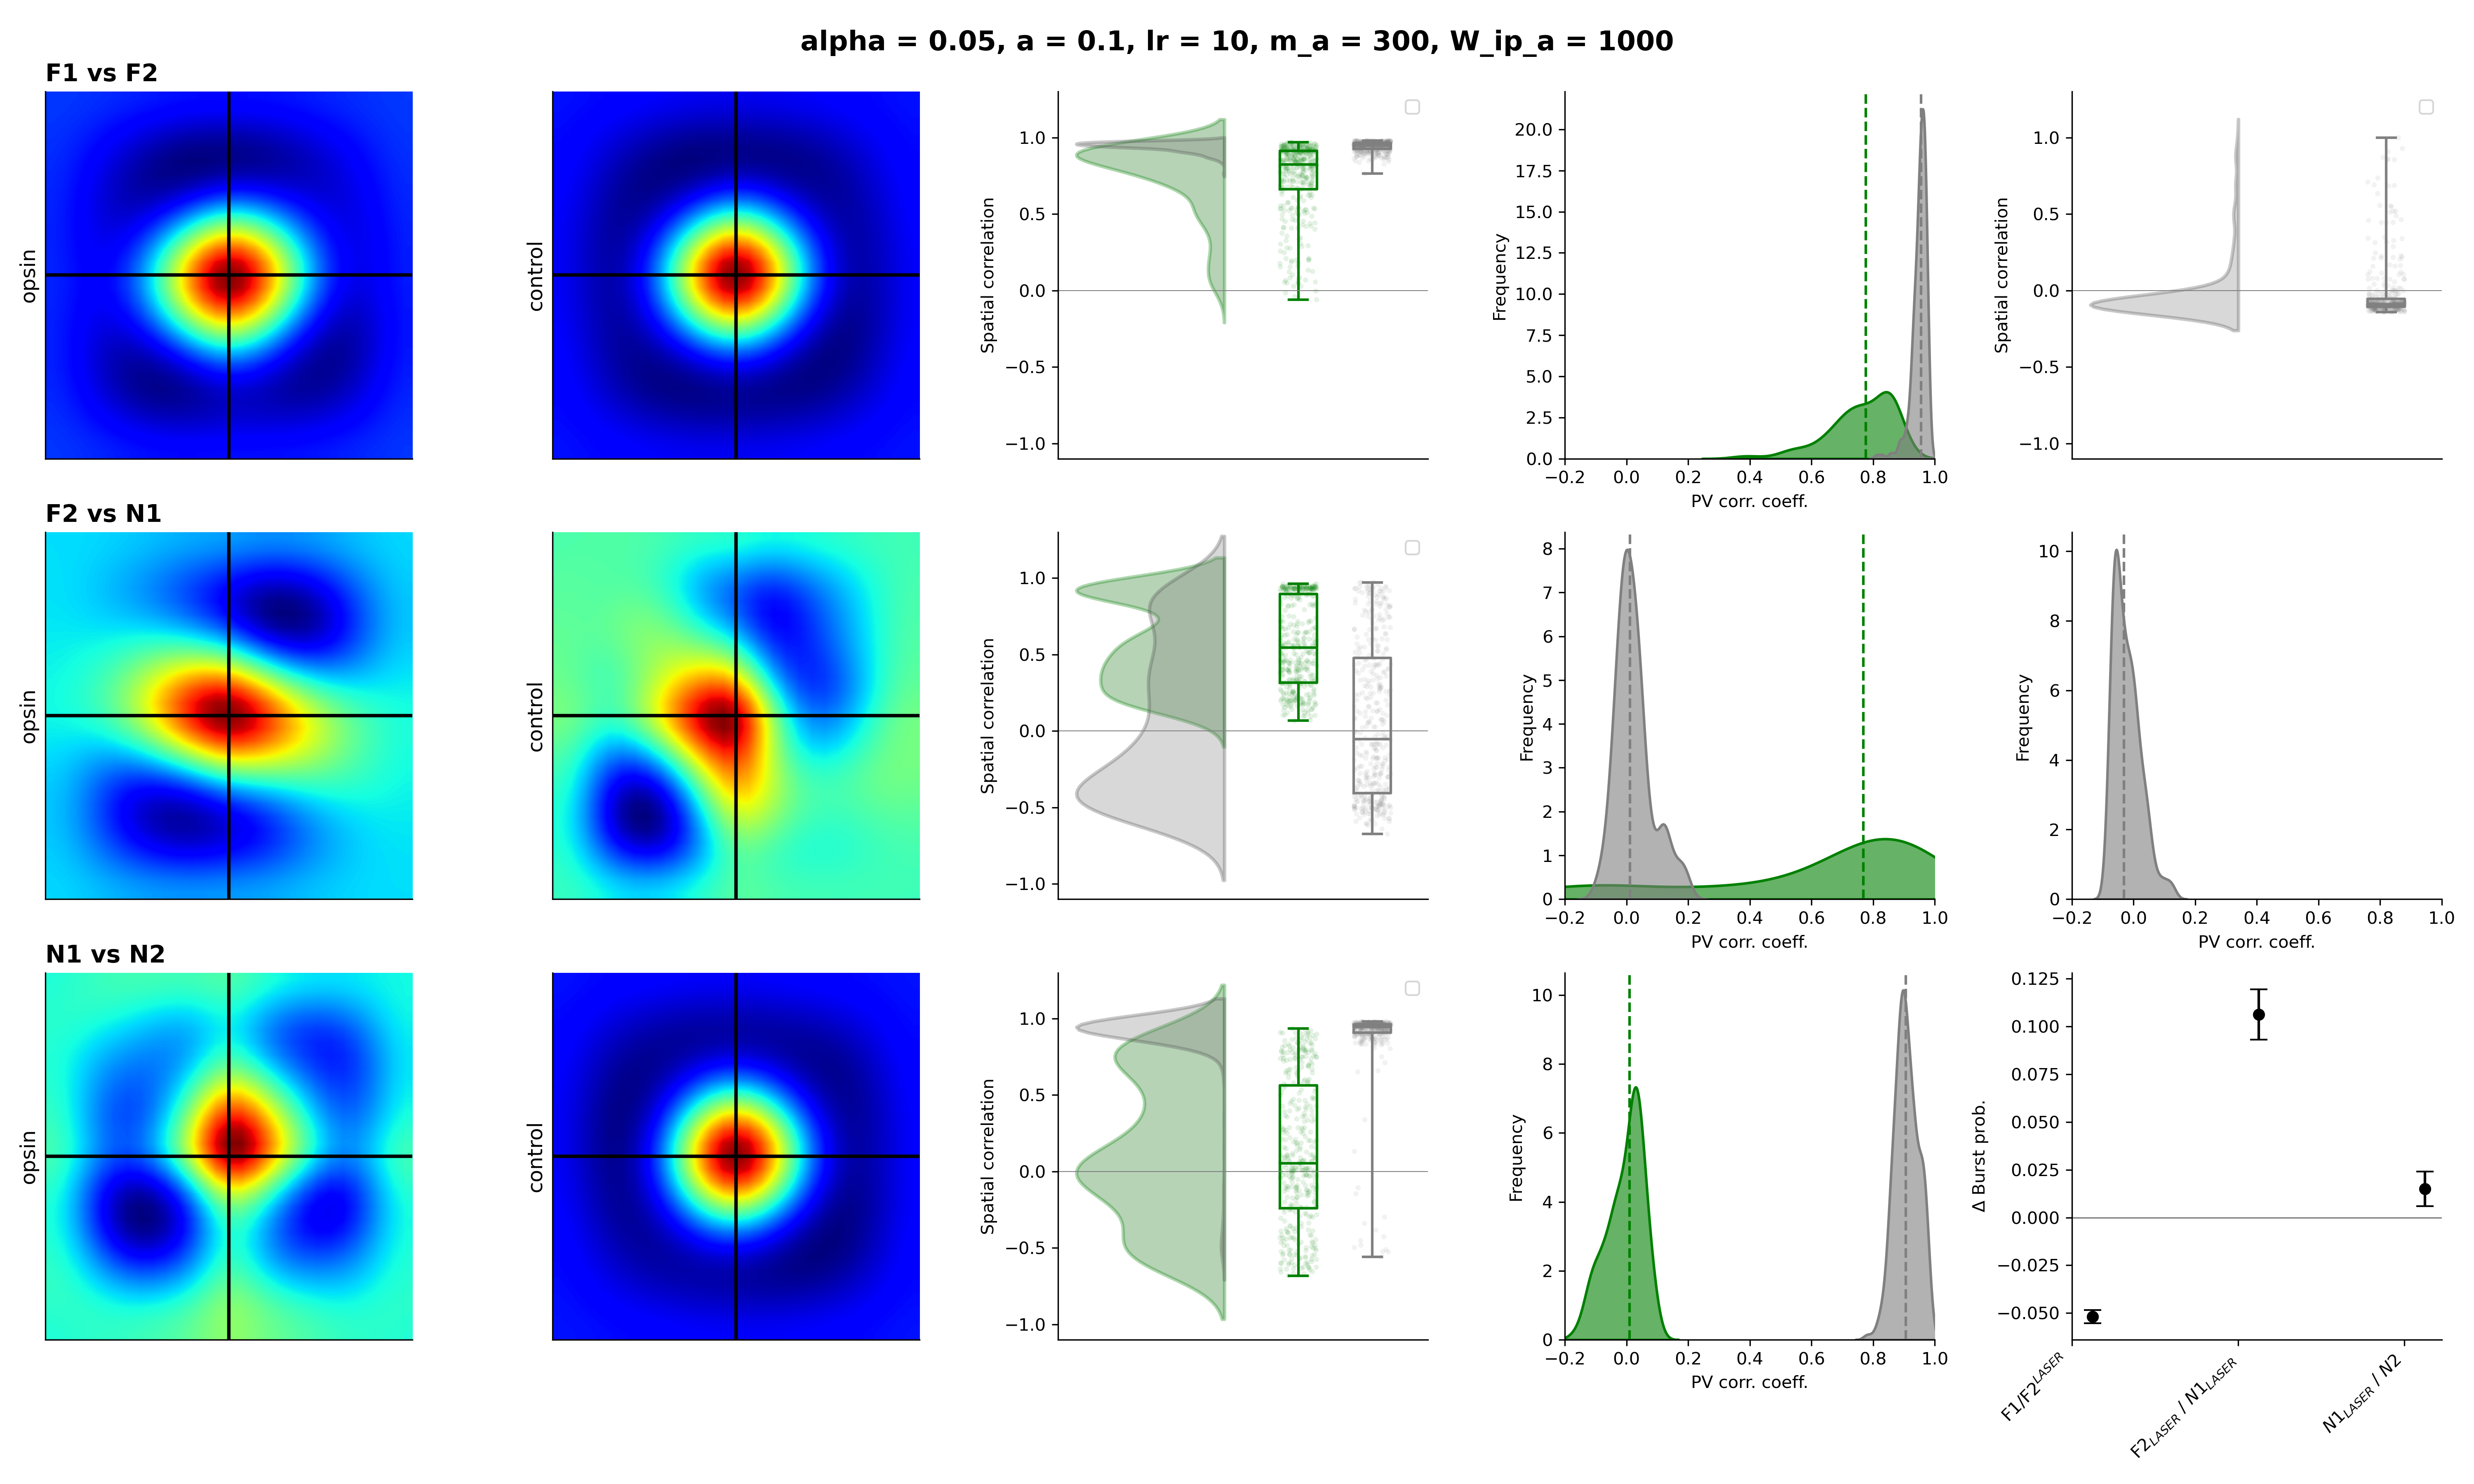 alpha = 0.05, a = 0.1, lr = 10, m_a = 300, W_ip_a = 1000
F1 vs F2
opsin
control
Spatial correlation
1.0
0.5
0.0
−0.5
−1.0
Frequency
20.0
17.5
15.0
12.5
10.0
7.5
5.0
2.5
0.0
−0.2 0.0 0.2 0.4 0.6 0.8 1.0
PV corr. coeff.
Spatial correlation
1.0
0.5
0.0
−0.5
−1.0
F2 vs N1
opsin
control
Spatial correlation
1.0
0.5
0.0
−0.5
−1.0
Frequency
8
7
6
5
4
3
2
1
0
−0.2 0.0 0.2 0.4 0.6 0.8 1.0
PV corr. coeff.
Frequency
10
8
6
4
2
0
−0.2 0.0 0.2 0.4 0.6 0.8 1.0
PV corr. coeff.
N1 vs N2
opsin
control
Spatial correlation
1.0
0.5
0.0
−0.5
−1.0
Frequency
10
8
6
4
2
0
−0.2 0.0 0.2 0.4 0.6 0.8 1.0
PV corr. coeff.
Δ Burst prob.
0.125
0.100
0.075
0.050
0.025
0.000
−0.025
−0.050
F1/F2^LASER
F2_LASER / N1_LASER
N1_LASER / N2